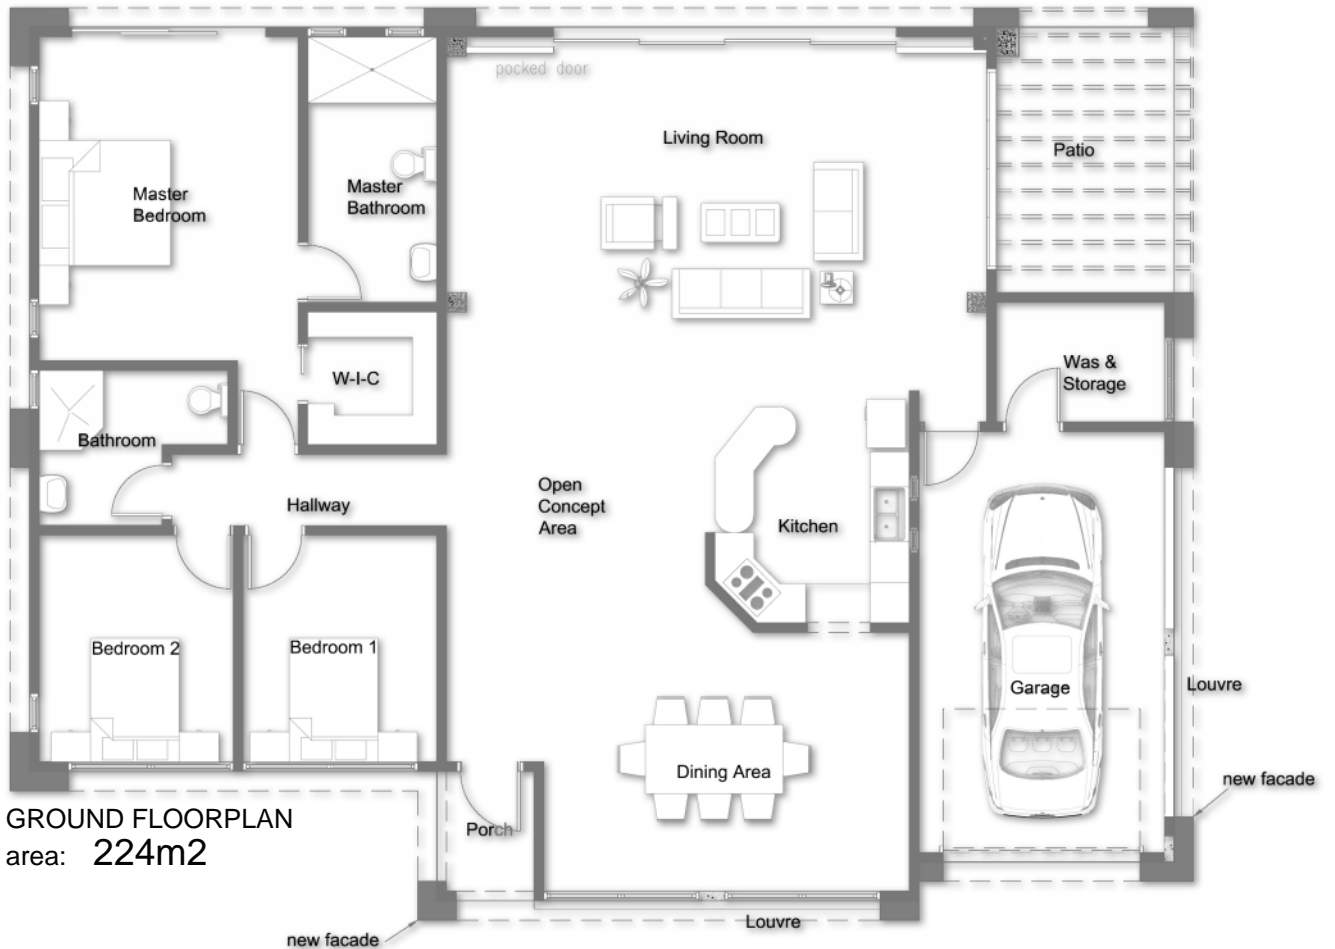 pocked door
Living Room
Patio
Master
Bedroom
Master
Bathroom
W-I-C
Was &
Storage
Bathroom
Hallway
Open
Concept
Area
Kitchen
Bedroom 2
Bedroom 1
Garage
Louvre
Dining Area
new facade
Porch
GROUND FLOORPLAN
area: 224m2
Louvre
new facade